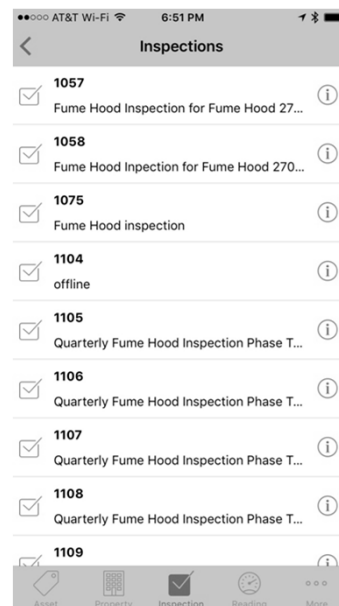 AT&T Wi-Fi 6:51 PM
Inspections
1057
Fume Hood Inspection for Fume Hood 27...
1058
Fume Hood Inpection for Fume Hood 270...
1075
Fume Hood inspection
1104
offline
1105
Quarterly Fume Hood Inspection Phase T...
1106
Quarterly Fume Hood Inspection Phase T...
1107
Quarterly Fume Hood Inspection Phase T...
1108
Quarterly Fume Hood Inspection Phase T...
1109
Asset Property Inspection Reading More